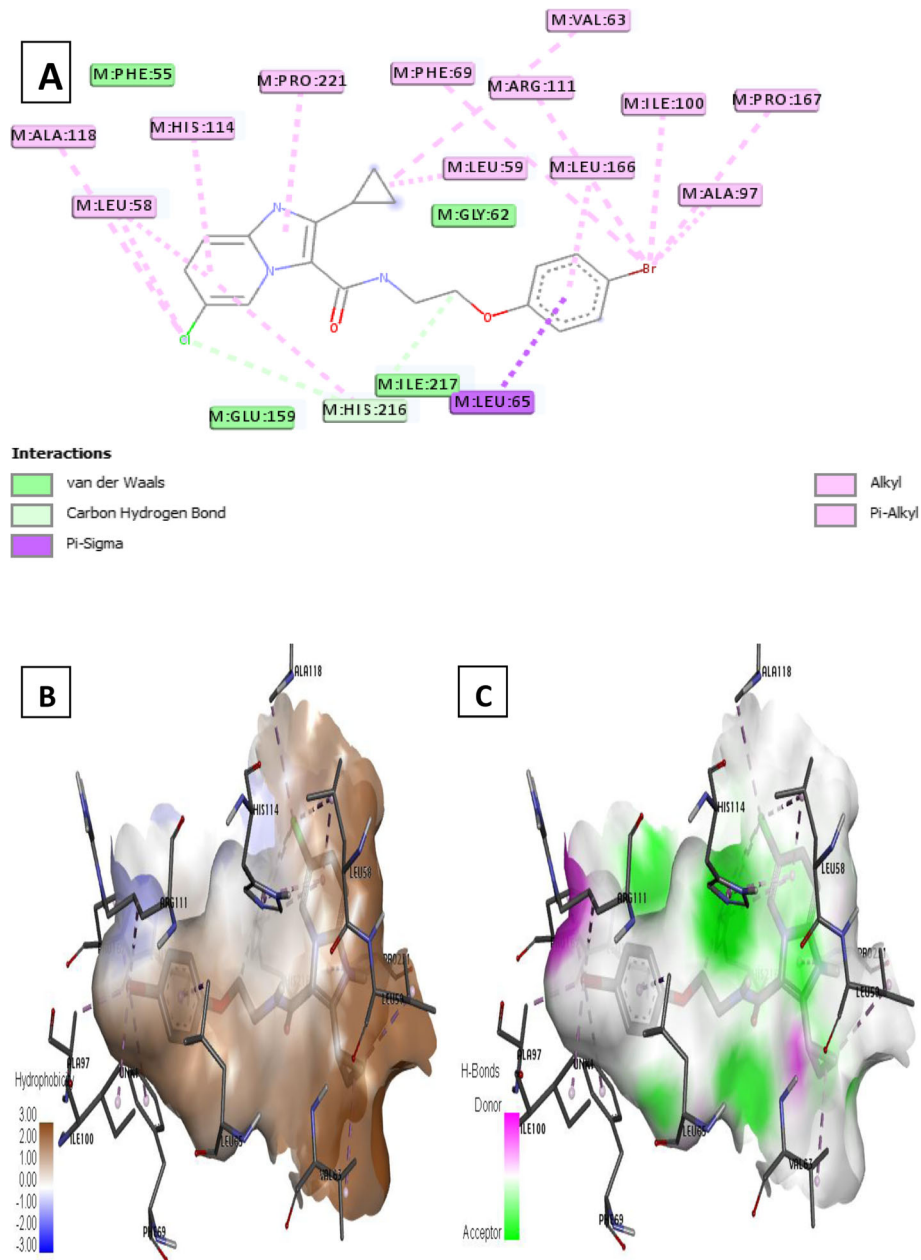 A
M:VAL:63
M:PHE:55
M:PRO:221
M:PHE:69
M:ARG:111
M:ILE:100
M:PRO:167
M:ALA:118
M:HIS:114
M:LEU:59
M:LEU:166
M:LEU:58
M:ALA:97
M:GLY:62
N
N
N
Br
O
O
Cl
M:ILE:217
M:LEU:65
M:GLU:159
M:HIS:216
Interactions
van der Waals
Carbon Hydrogen Bond
Pi-Sigma
Alkyl
Pi-Alkyl
B
ALA118
HIS114
LEU58
ARG111
LEU59
ALA97
ILE100
LEU65
VAL63
PHE69
Hydrophobicity
3.00
2.00
1.00
0.00
-1.00
-2.00
-3.00
C
ALA118
HIS114
LEU58
ARG111
LEU59
ALA97
ILE100
LEU65
VAL63
PHE69
H-Bonds
Donor
Acceptor